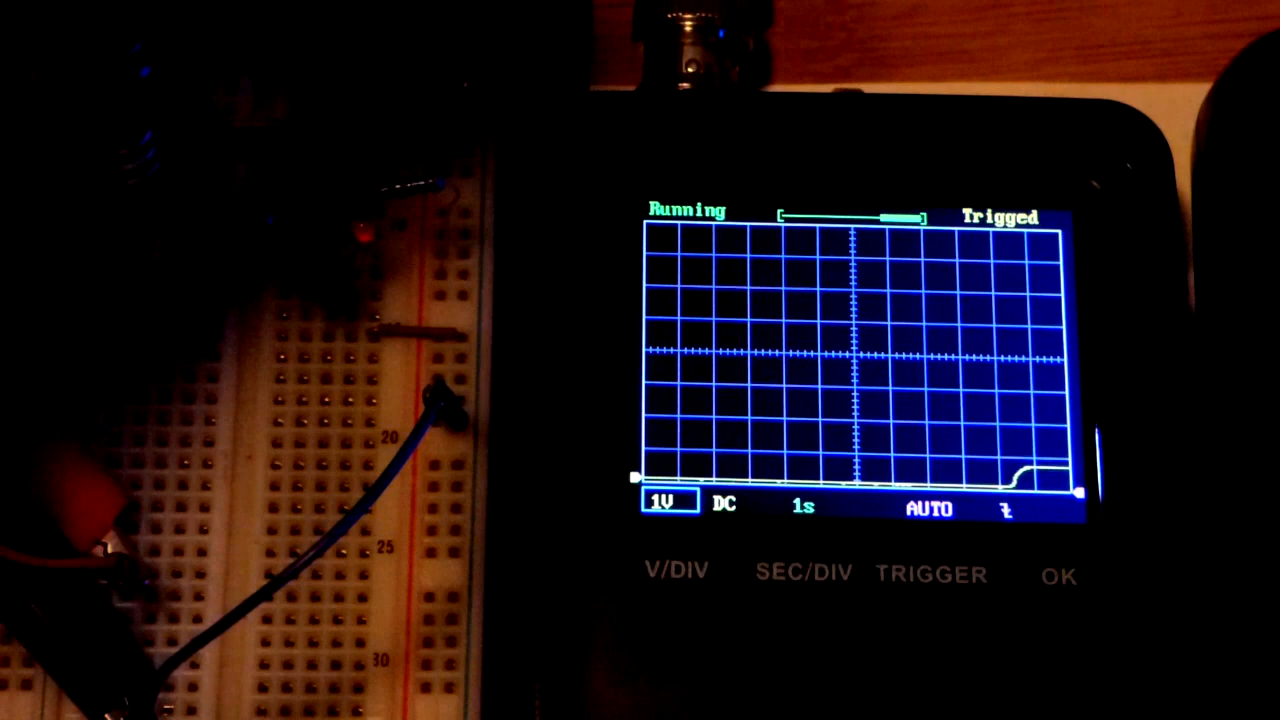 Running Trigged
1V DC 1s AUTO
V/DIV SEC/DIV TRIGGER OK
20
25
30